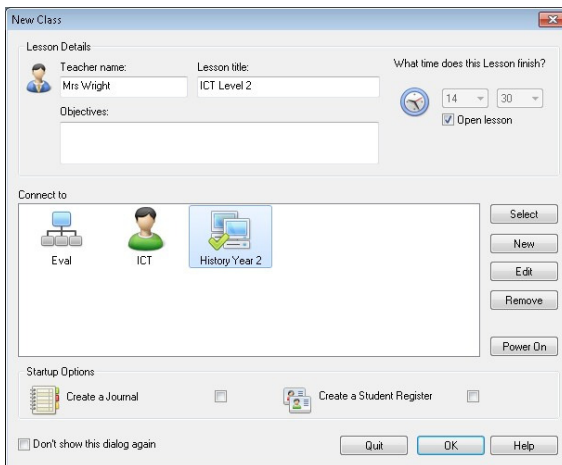 New Class
Lesson Details
Teacher name:
Mrs Wright
Lesson title:
ICT Level 2
What time does this Lesson finish?
14
30
Open lesson
Objectives:
Connect to
Eval
ICT
History Year 2
Select
New
Edit
Remove
Power On
Startup Options
Create a Journal
Create a Student Register
Don't show this dialog again
Quit
OK
Help